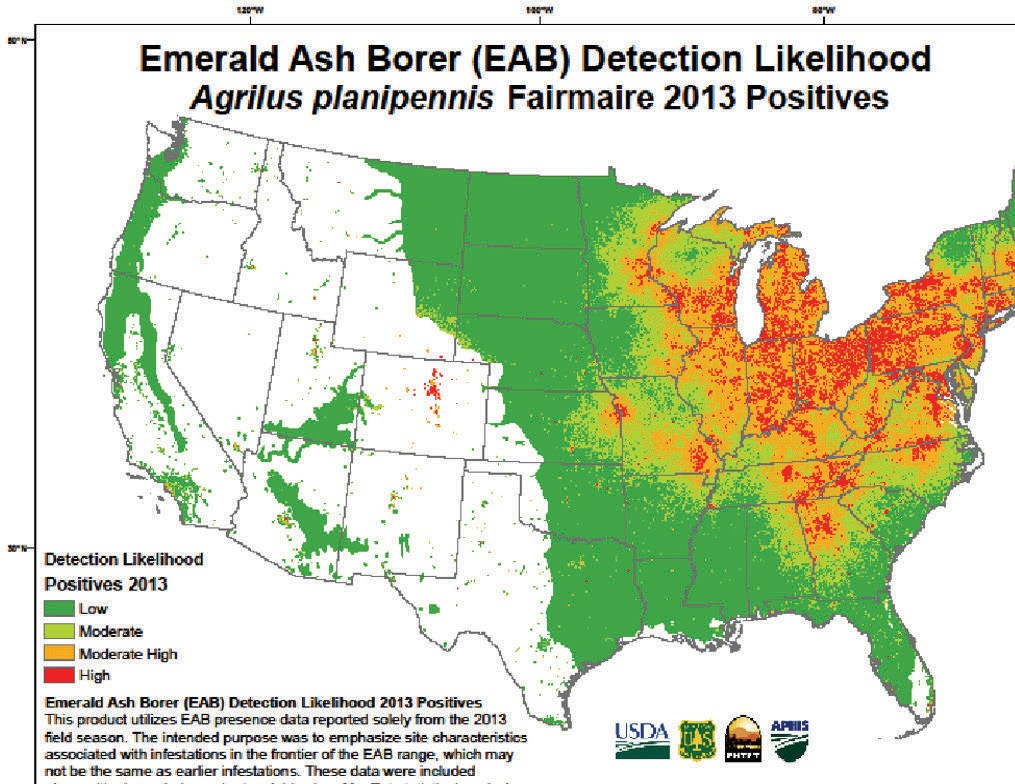 120°W 100°W 80°W
50°N
Emerald Ash Borer (EAB) Detection Likelihood
Agrilus planipennis Fairmaire 2013 Positives
30°N
Detection Likelihood
Positives 2013
Low
Moderate
Moderate High
High
Emerald Ash Borer (EAB) Detection Likelihood 2013 Positives
This product utilizes EAB presence data reported solely from the 2013
field season. The intended purpose was to emphasize site characteristics
associated with infestations in the frontier of the EAB range, which may
not be the same as earlier infestations. These data were included
USDA
UAS
FHTET
APHIS